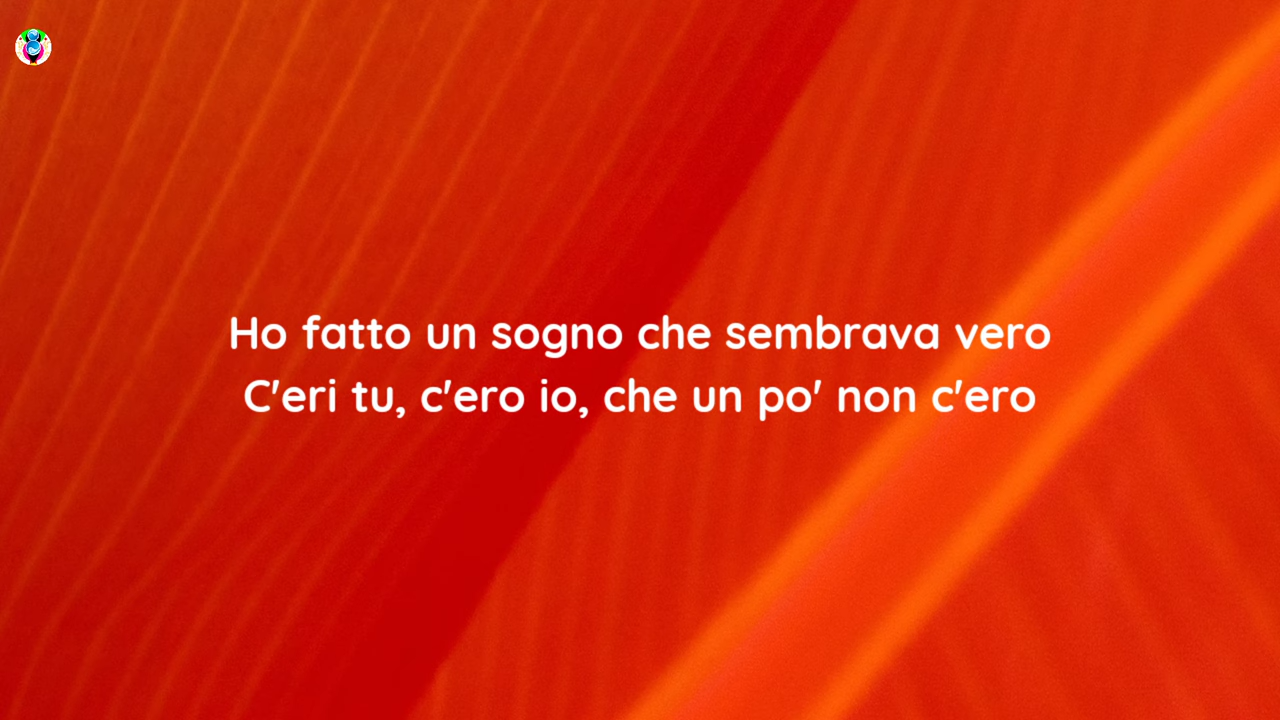 Ho fatto un sogno che sembrava vero
C'eri tu, c'ero io, che un po' non c'ero